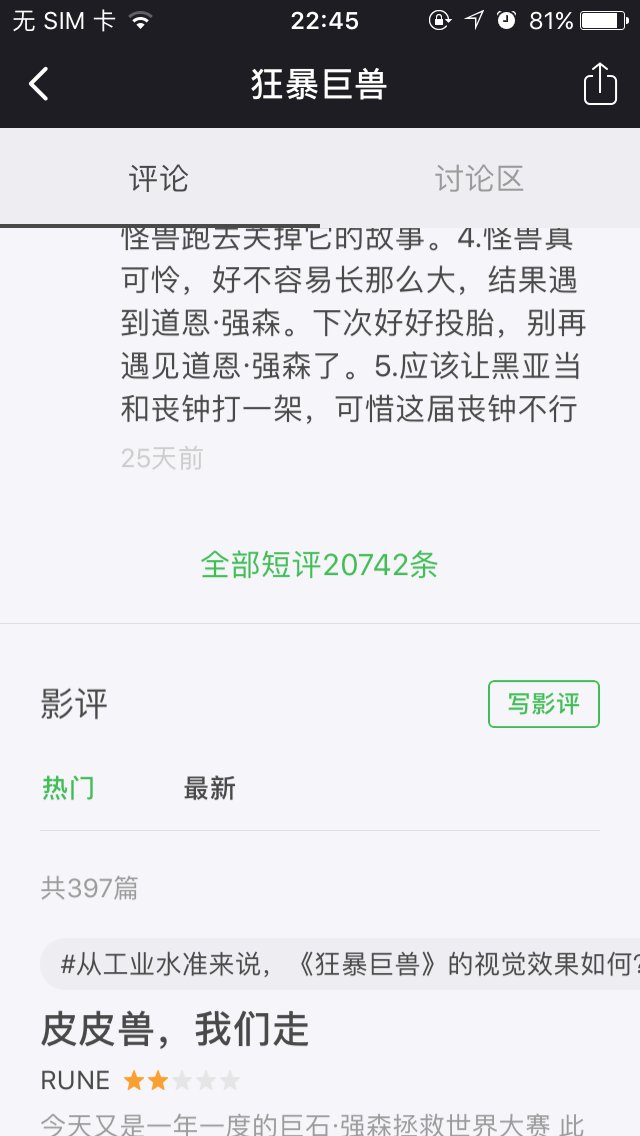 无 SIM 卡
22:45
81%
狂暴巨兽
评论
讨论区
怪兽跑去关掉它的故事。4.怪兽真
可怜，好不容易长那么大，结果遇
到道恩·强森。下次好好投胎，别再
遇见道恩·强森了。5.应该让黑亚当
和丧钟打一架，可惜这届丧钟不行
25天前
全部短评20742条
影评
写影评
热门
最新
共397篇
#从工业水准来说，《狂暴巨兽》的视觉效果如何?
皮皮兽，我们走
RUNE
今天又是一年一度的巨石·强森拯救世界大赛 此